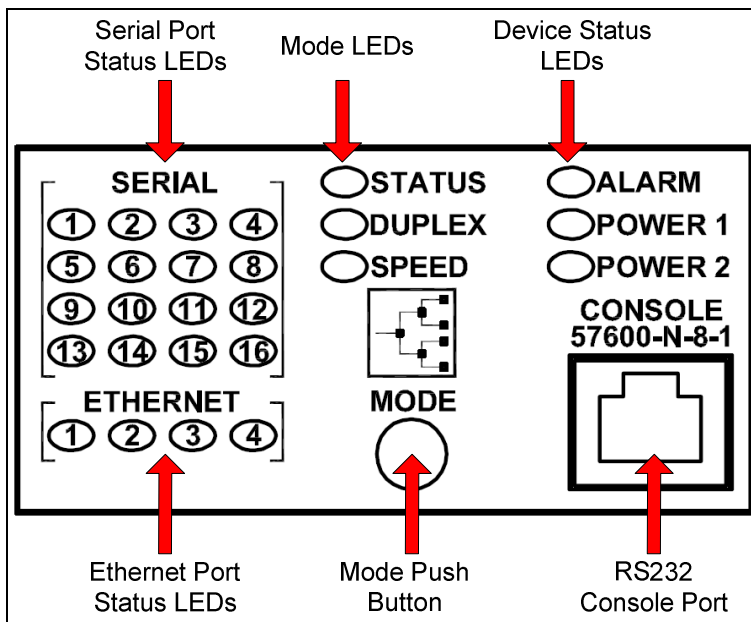 Serial Port
Status LEDs
Mode LEDs
Device Status
LEDs
SERIAL
1 2 3 4
5 6 7 8
9 10 11 12
13 14 15 16
ETHERNET
1 2 3 4
STATUS
DUPLEX
SPEED
MODE
ALARM
POWER 1
POWER 2
CONSOLE
57600-N-8-1
Ethernet Port
Status LEDs
Mode Push
Button
RS232
Console Port